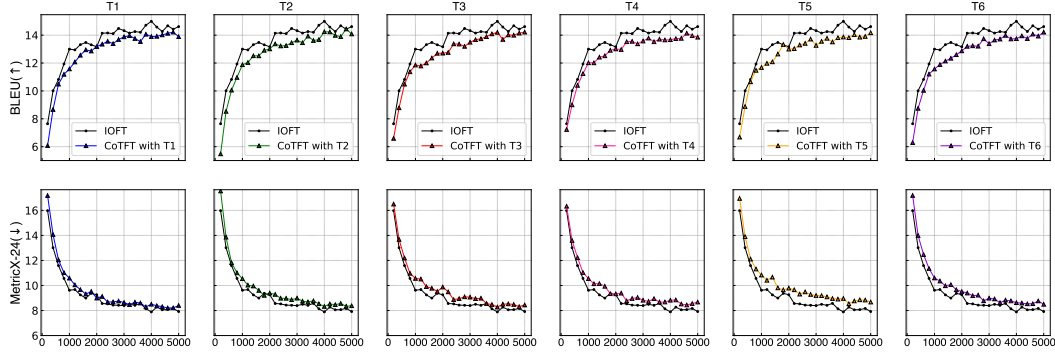 T1 T2 T3 T4 T5 T6
BLEU(↑)
14
12
10
8
6
IOFT
CoTFT with T1
IOFT
CoTFT with T2
IOFT
CoTFT with T3
IOFT
CoTFT with T4
IOFT
CoTFT with T5
IOFT
CoTFT with T6
MetricX-24(↓)
16
14
12
10
8
6
0 1000 2000 3000 4000 5000
0 1000 2000 3000 4000 5000
0 1000 2000 3000 4000 5000
0 1000 2000 3000 4000 5000
0 1000 2000 3000 4000 5000
0 1000 2000 3000 4000 5000